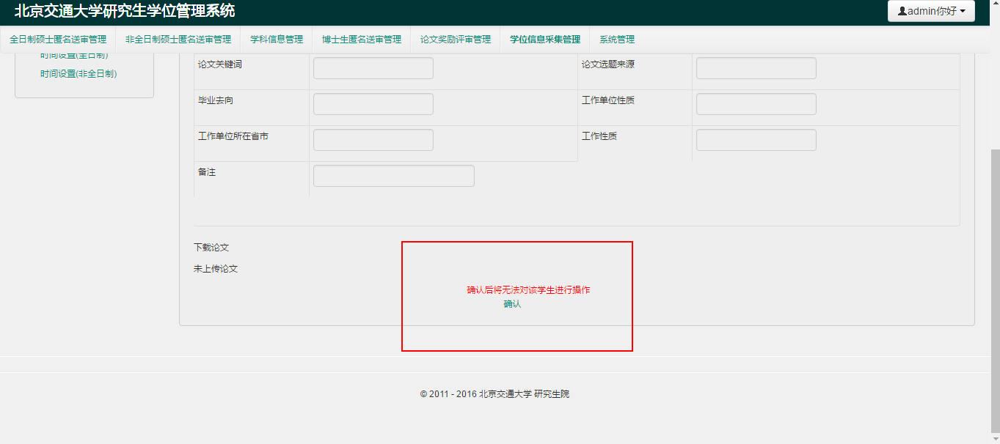 北京交通大学研究生学位管理系统
admin你好
全日制硕士匿名送审管理 非全日制硕士匿名送审管理 学科信息管理 博士生匿名送审管理 论文奖励评审管理 学位信息采集管理 系统管理
时间设置(全日制)
时间设置(非全日制)
论文关键词 论文选题来源
毕业去向 工作单位性质
工作单位所在省市 工作性质
备注
下载论文
未上传论文
确认后将无法对该学生进行操作
确认
© 2011 - 2016 北京交通大学 研究生院